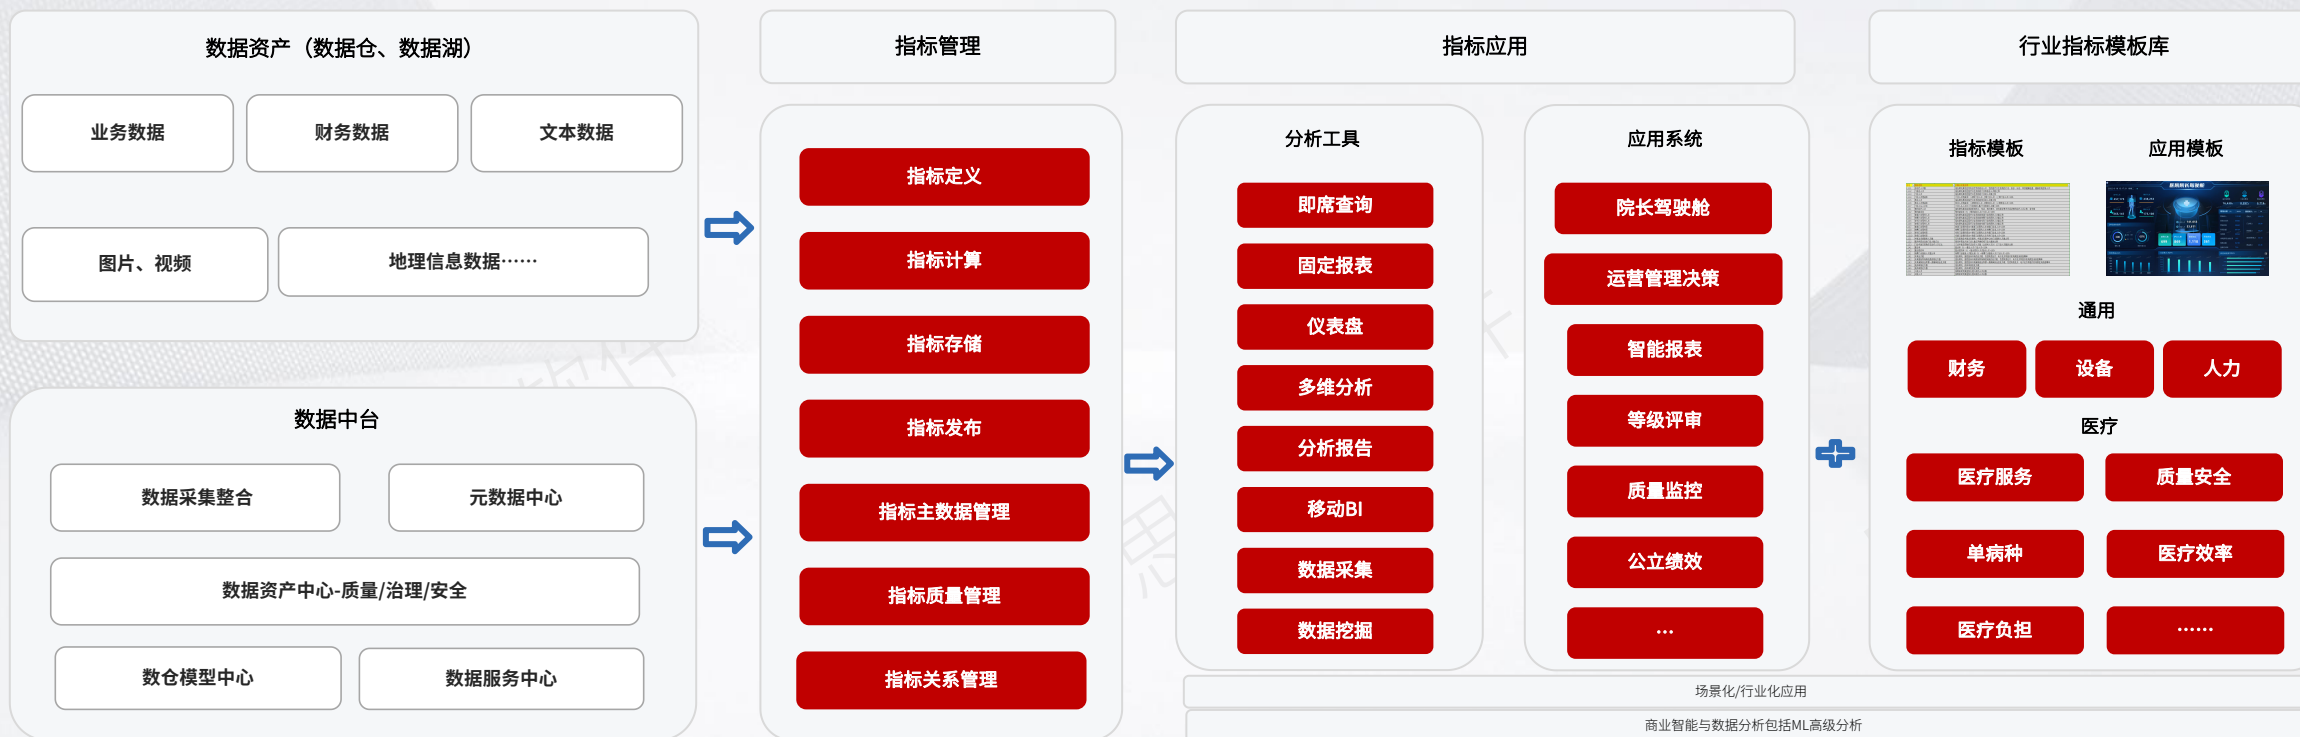 数据资产（数据仓、数据湖）
业务数据
财务数据
文本数据
图片、视频
地理信息数据……
数据中台
数据采集整合
元数据中心
数据资产中心-质量/治理/安全
数仓模型中心
数据服务中心
指标管理
指标定义
指标计算
指标存储
指标发布
指标主数据管理
指标质量管理
指标关系管理
指标应用
分析工具
即席查询
固定报表
仪表盘
多维分析
分析报告
移动BI
数据采集
数据挖掘
应用系统
院长驾驶舱
运营管理决策
智能报表
等级评审
质量监控
公立绩效
…
行业指标模板库
指标模板
应用模板
通用
财务
设备
人力
医疗
医疗服务
质量安全
单病种
医疗效率
医疗负担
……
场景化/行业化应用
商业智能与数据分析包括ML高级分析
软件
思